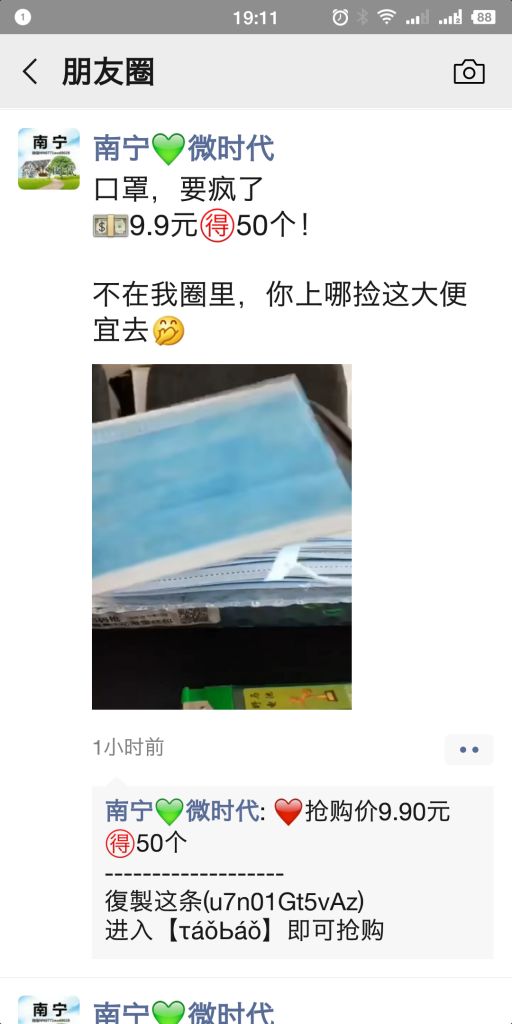 19:11
88
朋友圈
南宁
南宁💚微时代
口罩，要疯了
💵9.9元🉐50个！
不在我圈里，你上哪捡这大便
宜去🤭
1小时前
南宁💚微时代: ❤️抢购价9.90元
🉐50个
-------------------
復製这条(u7n01Gt5vAz)
进入【τáǒЬáǒ】即可抢购
南宁
南宁💚微时代